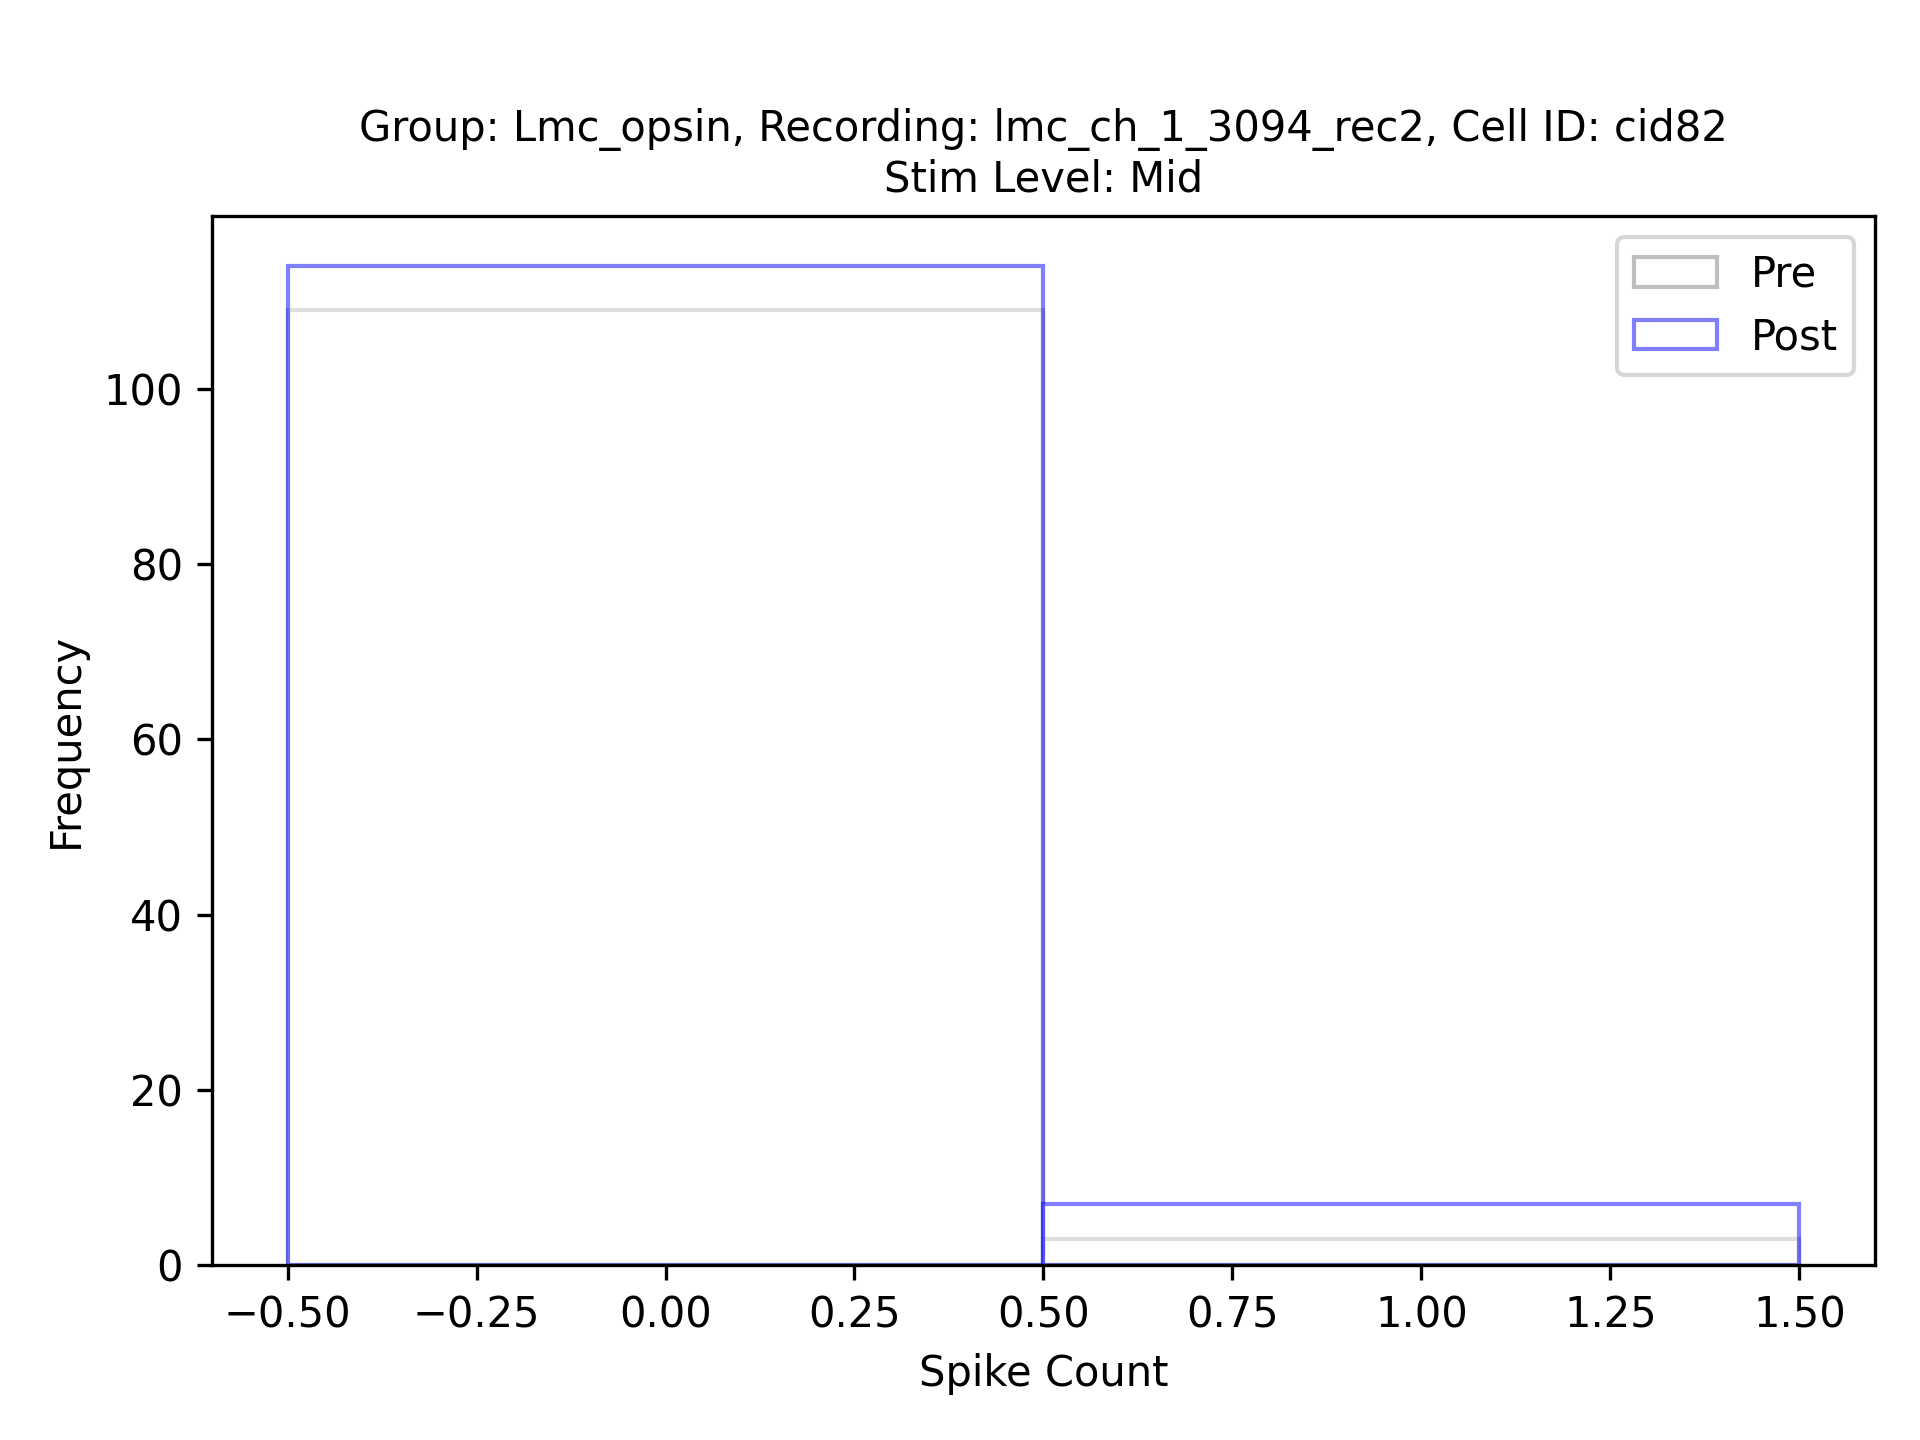 Group: Lmc_opsin, Recording: lmc_ch_1_3094_rec2, Cell ID: cid82
Stim Level: Mid
Pre
Post
100
80
60
40
20
0
Frequency
−0.50 −0.25 0.00 0.25 0.50 0.75 1.00 1.25 1.50
Spike Count